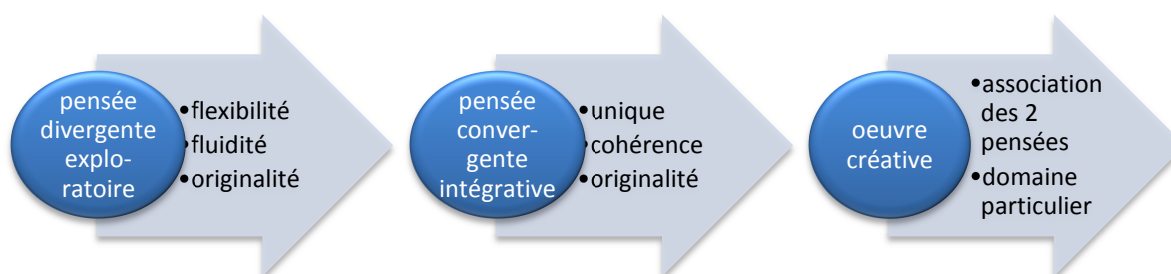 pensée
divergente
explo-
ratoire
•flexibilité
•fluidité
•originalité
pensée
conver-
gente
intégrative
•unique
•cohérence
•originalité
oeuvre
créative
•association
des 2
pensées
•domaine
particulier